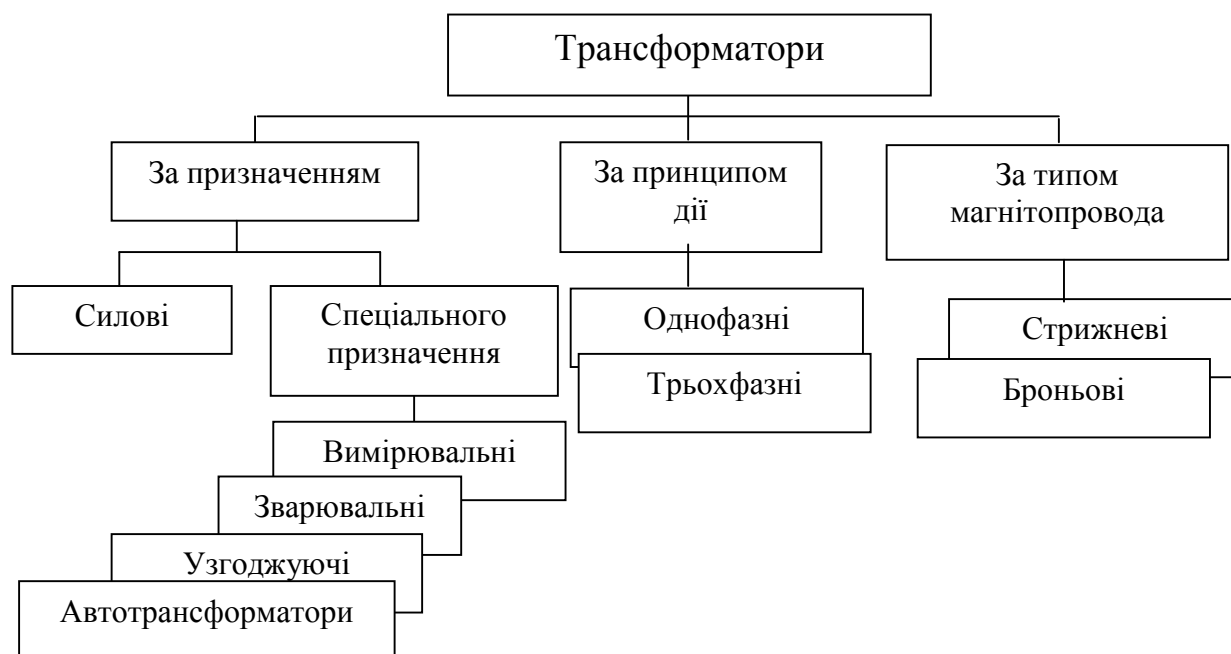 Трансформатори
За призначенням
За принципом
дії
За типом
магнітопровода
Силові
Спеціального
призначення
Однофазні
Трьохфазні
Стрижневі
Броньові
Вимірювальні
Зварювальні
Узгоджуючі
Автотрансформатори